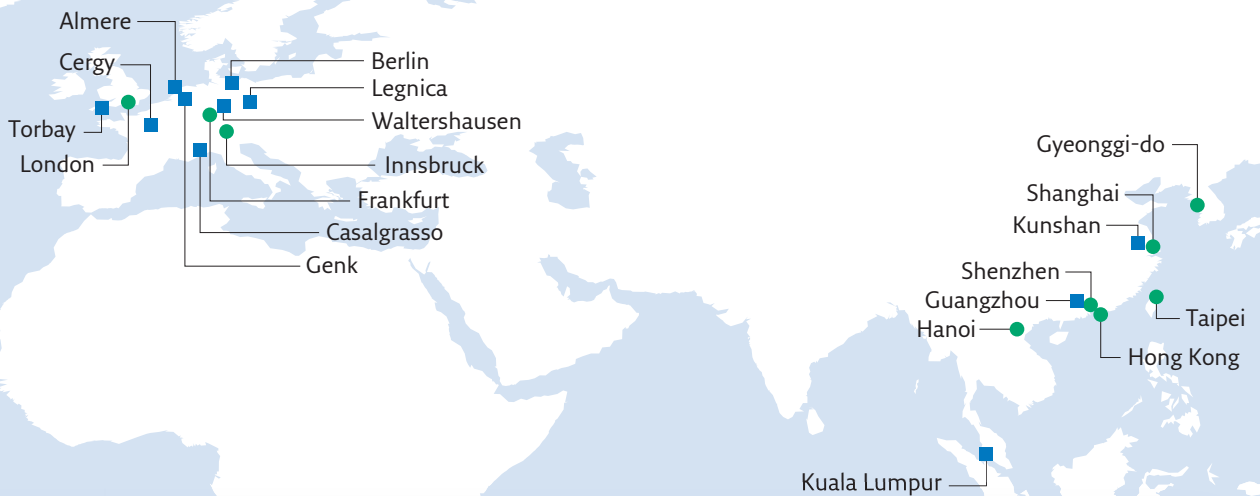 Almere
Cergy
Torbay
London
Berlin
Legnica
Waltershausen
Innsbruck
Frankfurt
Casalgrasso
Genk
Gyeonggi-do
Shanghai
Kunshan
Shenzhen
Guangzhou
Hanoi
Taipei
Hong Kong
Kuala Lumpur